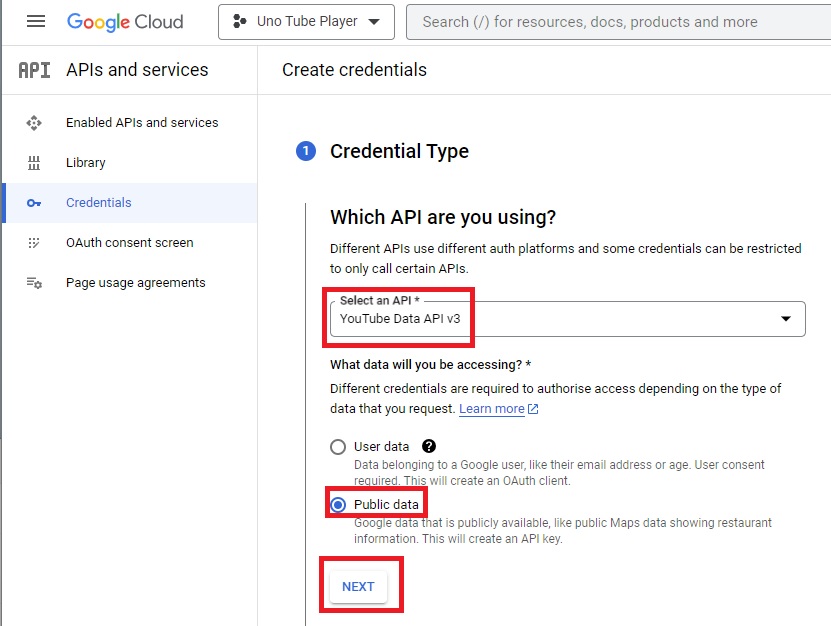 Google Cloud
Uno Tube Player
Search (/) for resources, docs, products and more
API
APIs and services
Create credentials
Enabled APIs and services
Library
Credentials
OAuth consent screen
Page usage agreements
1
Credential Type
Which API are you using?
Different APIs use different auth platforms and some credentials can be restricted
to only call certain APIs.
Select an API *
YouTube Data API v3
What data will you be accessing? *
Different credentials are required to authorise access depending on the type of
data that you request. Learn more
User data ?
Data belonging to a Google user, like their email address or age. User consent
required. This will create an OAuth client.
Public data
Google data that is publicly available, like public Maps data showing restaurant
information. This will create an API key.
NEXT